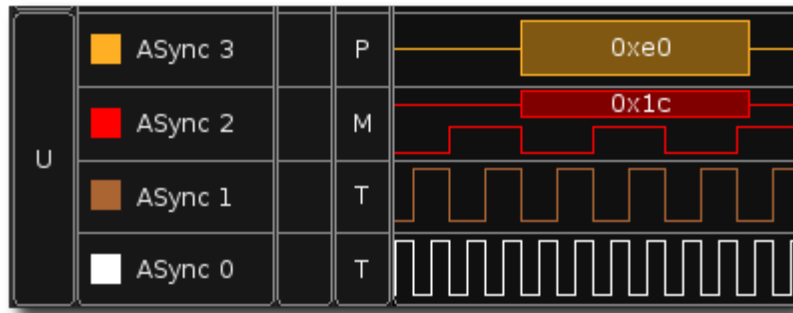 U
ASync 3 P 0xe0
ASync 2 M 0x1c
ASync 1 T
ASync 0 T